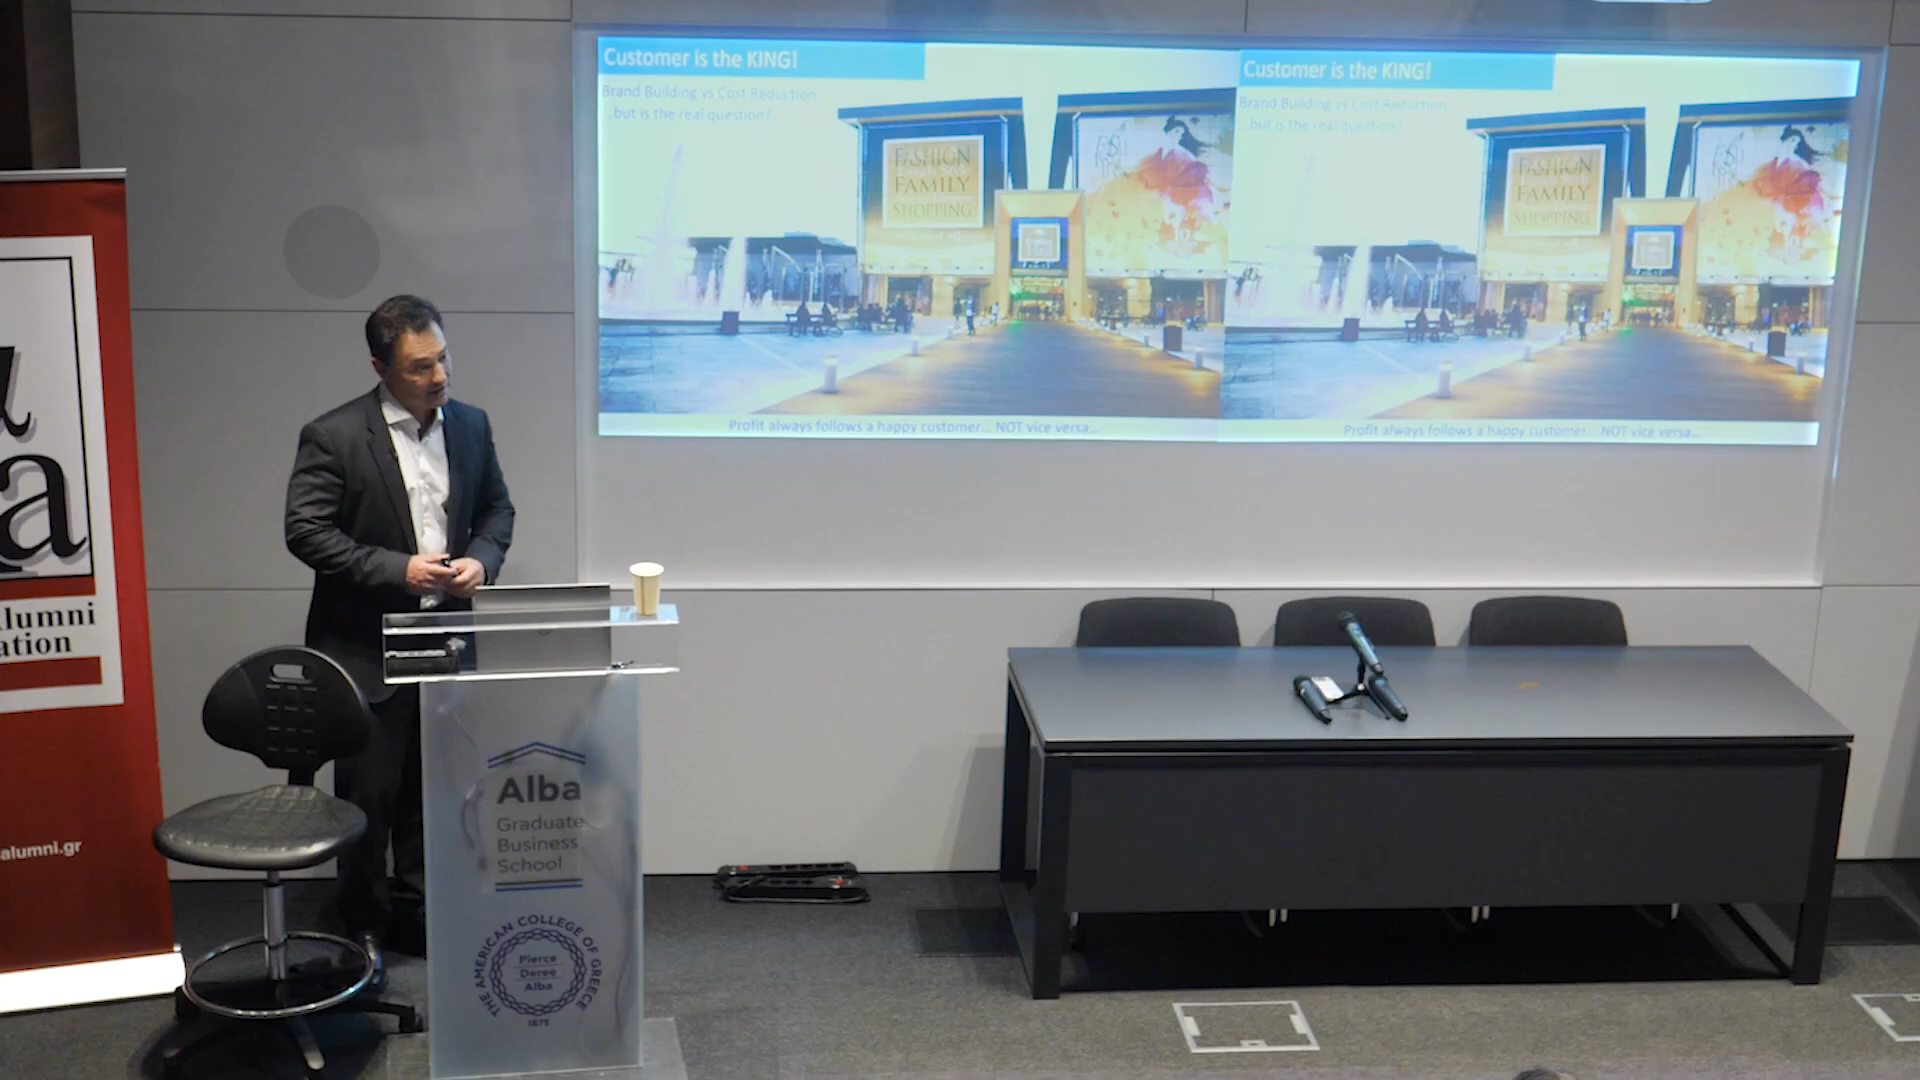 Customer is the KING!
Brand Building vs Cost Reduction
...but is the real question?
FASHION
FAMILY
SHOPPING
Profit always follows a happy customer... NOT vice versa...
Customer is the KING!
Brand Building vs Cost Reduction
...but is the real question?
FASHION
FAMILY
SHOPPING
Profit always follows a happy customer... NOT vice versa...
a
lumni
ation
alumni.gr
Alba
Graduate
Business
School
THE AMERICAN COLLEGE OF GREECE
Pierce
Deree
Alba
1875